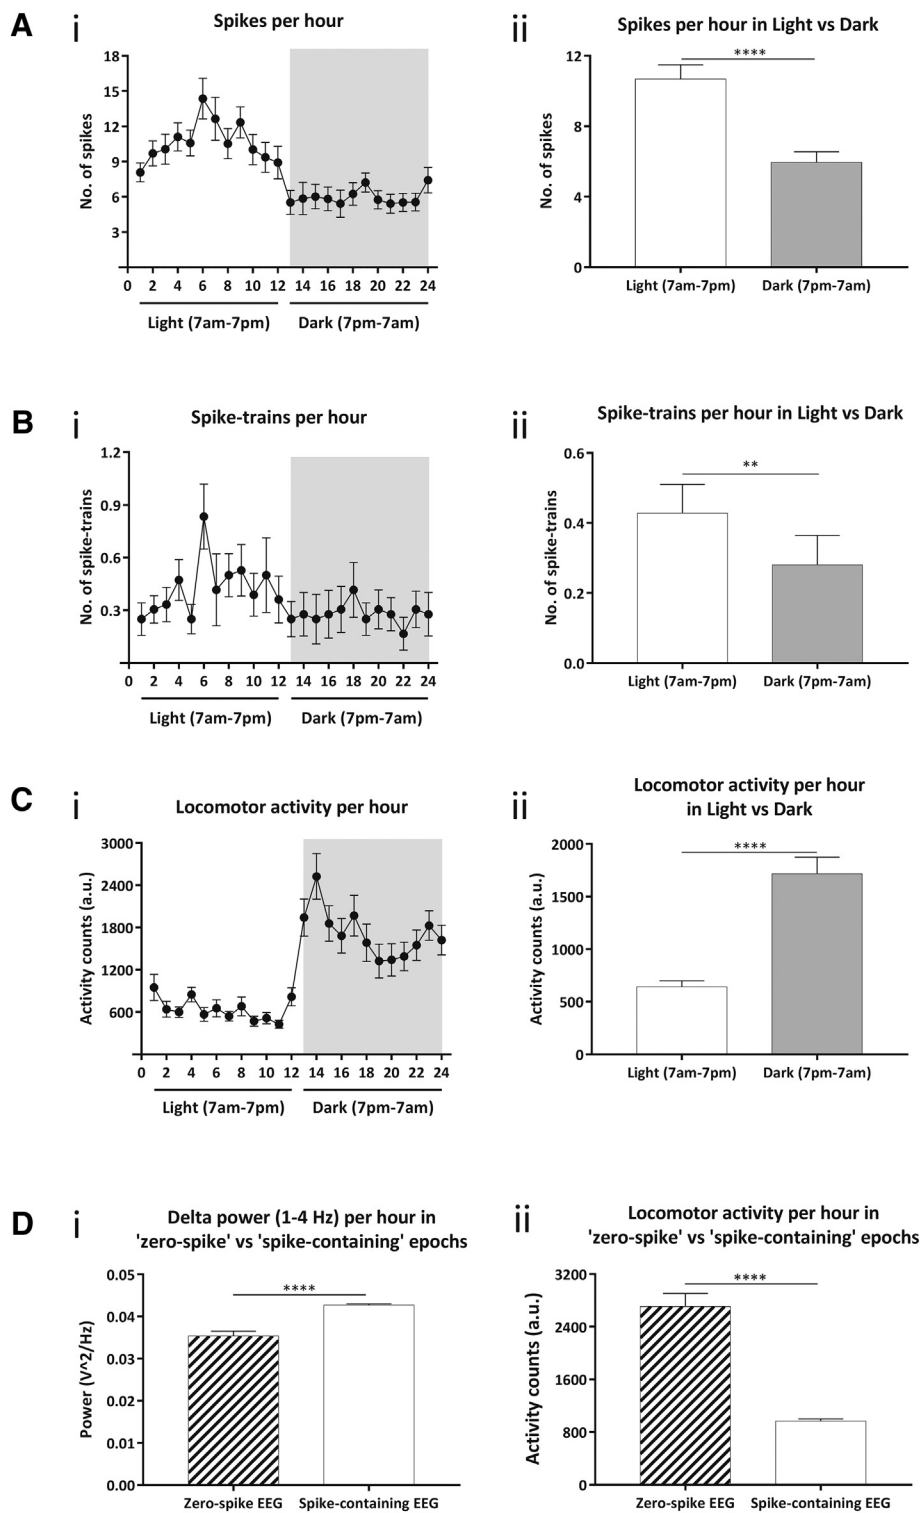 A
i
Spikes per hour
No. of spikes
18
15
12
9
6
3
0 2 4 6 8 10 12 14 16 18 20 22 24
Light (7am-7pm) Dark (7pm-7am)
ii
Spikes per hour in Light vs Dark
****
No. of spikes
12
8
4
0
Light (7am-7pm) Dark (7pm-7am)
B
i
Spike-trains per hour
No. of spike-trains
1.2
0.9
0.6
0.3
0 2 4 6 8 10 12 14 16 18 20 22 24
Light (7am-7pm) Dark (7pm-7am)
ii
Spike-trains per hour in Light vs Dark
**
No. of spike-trains
0.6
0.4
0.2
0.0
Light (7am-7pm) Dark (7pm-7am)
C
i
Locomotor activity per hour
Activity counts (a.u.)
3000
2400
1800
1200
600
0 2 4 6 8 10 12 14 16 18 20 22 24
Light (7am-7pm) Dark (7pm-7am)
ii
Locomotor activity per hour
in Light vs Dark
****
Activity counts (a.u.)
2000
1500
1000
500
0
Light (7am-7pm) Dark (7pm-7am)
D
i
Delta power (1-4 Hz) per hour in
'zero-spike' vs 'spike-containing' epochs
****
Power (V^2/Hz)
0.05
0.04
0.03
0.02
0.01
0.00
Zero-spike EEG Spike-containing EEG
ii
Locomotor activity per hour in
'zero-spike' vs 'spike-containing' epochs
****
Activity counts (a.u.)
3200
2400
1600
800
0
Zero-spike EEG Spike-containing EEG